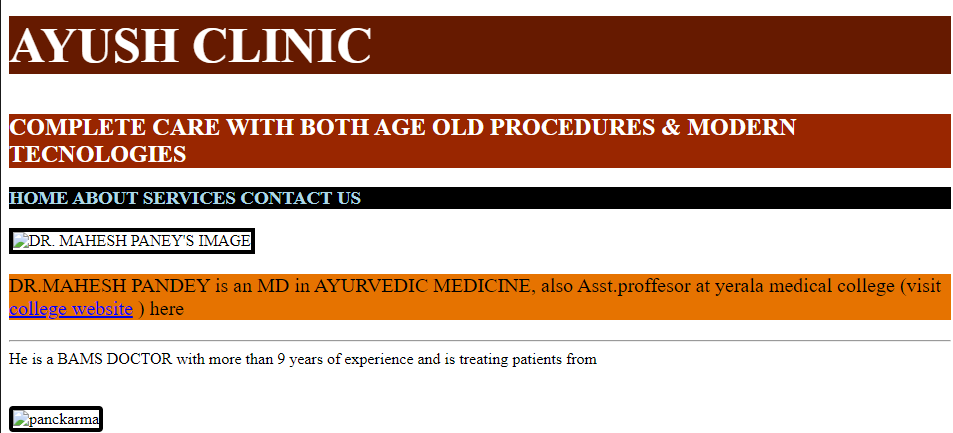 AYUSH CLINIC
COMPLETE CARE WITH BOTH AGE OLD PROCEDURES & MODERN
TECNOLOGIES
HOME ABOUT SERVICES CONTACT US
DR. MAHESH PANEY'S IMAGE
DR.MAHESH PANDEY is an MD in AYURVEDIC MEDICINE, also Asst.proffesor at yerala medical college (visit
college website ) here
He is a BAMS DOCTOR with more than 9 years of experience and is treating patients from
panckarma